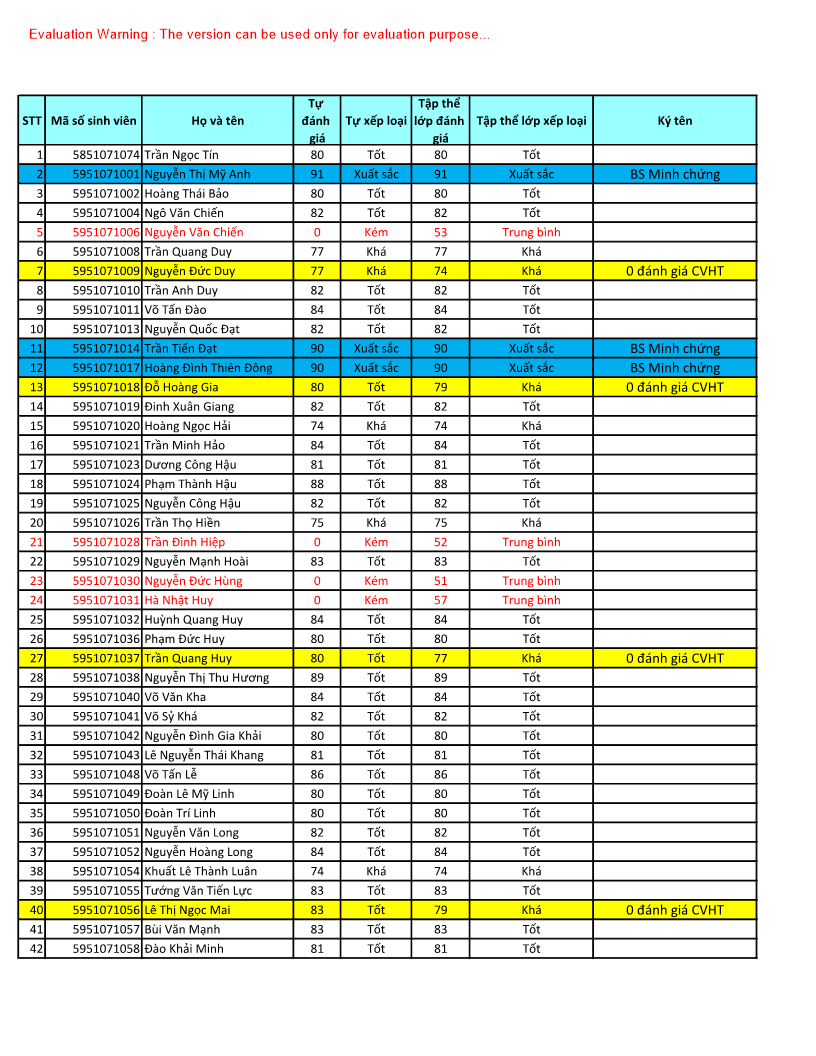 Evaluation Warning : The version can be used only for evaluation purpose...
STT Mã số sinh viên Họ và tên Tự đánh giá Tự xếp loại Tập thể lớp đánh giá Tập thể lớp xếp loại Ký tên
1 5851071074 Trần Ngọc Tín 80 Tốt 80 Tốt
2 5951071001 Nguyễn Thị Mỹ Anh 91 Xuất sắc 91 Xuất sắc BS Minh chứng
3 5951071002 Hoàng Thái Bảo 80 Tốt 80 Tốt
4 5951071004 Ngô Văn Chiến 82 Tốt 82 Tốt
5 5951071006 Nguyễn Văn Chiến 0 Kém 53 Trung bình
6 5951071008 Trần Quang Duy 77 Khá 77 Khá
7 5951071009 Nguyễn Đức Duy 77 Khá 74 Khá 0 đánh giá CVHT
8 5951071010 Trần Anh Duy 82 Tốt 82 Tốt
9 5951071011 Võ Tấn Đào 84 Tốt 84 Tốt
10 5951071013 Nguyễn Quốc Đạt 82 Tốt 82 Tốt
11 5951071014 Trần Tiến Đạt 90 Xuất sắc 90 Xuất sắc BS Minh chứng
12 5951071017 Hoàng Đình Thiên Đông 90 Xuất sắc 90 Xuất sắc BS Minh chứng
13 5951071018 Đỗ Hoàng Gia 80 Tốt 79 Khá 0 đánh giá CVHT
14 5951071019 Đinh Xuân Giang 82 Tốt 82 Tốt
15 5951071020 Hoàng Ngọc Hải 74 Khá 74 Khá
16 5951071021 Trần Minh Hảo 84 Tốt 84 Tốt
17 5951071023 Dương Công Hậu 81 Tốt 81 Tốt
18 5951071024 Phạm Thành Hậu 88 Tốt 88 Tốt
19 5951071025 Nguyễn Công Hậu 82 Tốt 82 Tốt
20 5951071026 Trần Thọ Hiền 75 Khá 75 Khá
21 5951071028 Trần Đình Hiệp 0 Kém 52 Trung bình
22 5951071029 Nguyễn Mạnh Hoài 83 Tốt 83 Tốt
23 5951071030 Nguyễn Đức Hùng 0 Kém 51 Trung bình
24 5951071031 Hà Nhật Huy 0 Kém 57 Trung bình
25 5951071032 Huỳnh Quang Huy 84 Tốt 84 Tốt
26 5951071036 Phạm Đức Huy 80 Tốt 80 Tốt
27 5951071037 Trần Quang Huy 80 Tốt 77 Khá 0 đánh giá CVHT
28 5951071038 Nguyễn Thị Thu Hương 89 Tốt 89 Tốt
29 5951071040 Võ Văn Kha 84 Tốt 84 Tốt
30 5951071041 Võ Sỷ Khá 82 Tốt 82 Tốt
31 5951071042 Nguyễn Đình Gia Khải 80 Tốt 80 Tốt
32 5951071043 Lê Nguyễn Thái Khang 81 Tốt 81 Tốt
33 5951071048 Võ Tấn Lễ 86 Tốt 86 Tốt
34 5951071049 Đoàn Lê Mỹ Linh 80 Tốt 80 Tốt
35 5951071050 Đoàn Trí Linh 80 Tốt 80 Tốt
36 5951071051 Nguyễn Văn Long 82 Tốt 82 Tốt
37 5951071052 Nguyễn Hoàng Long 84 Tốt 84 Tốt
38 5951071054 Khuất Lê Thành Luân 74 Khá 74 Khá
39 5951071055 Tướng Văn Tiến Lực 83 Tốt 83 Tốt
40 5951071056 Lê Thị Ngọc Mai 83 Tốt 79 Khá 0 đánh giá CVHT
41 5951071057 Bùi Văn Mạnh 83 Tốt 83 Tốt
42 5951071058 Đào Khải Minh 81 Tốt 81 Tốt